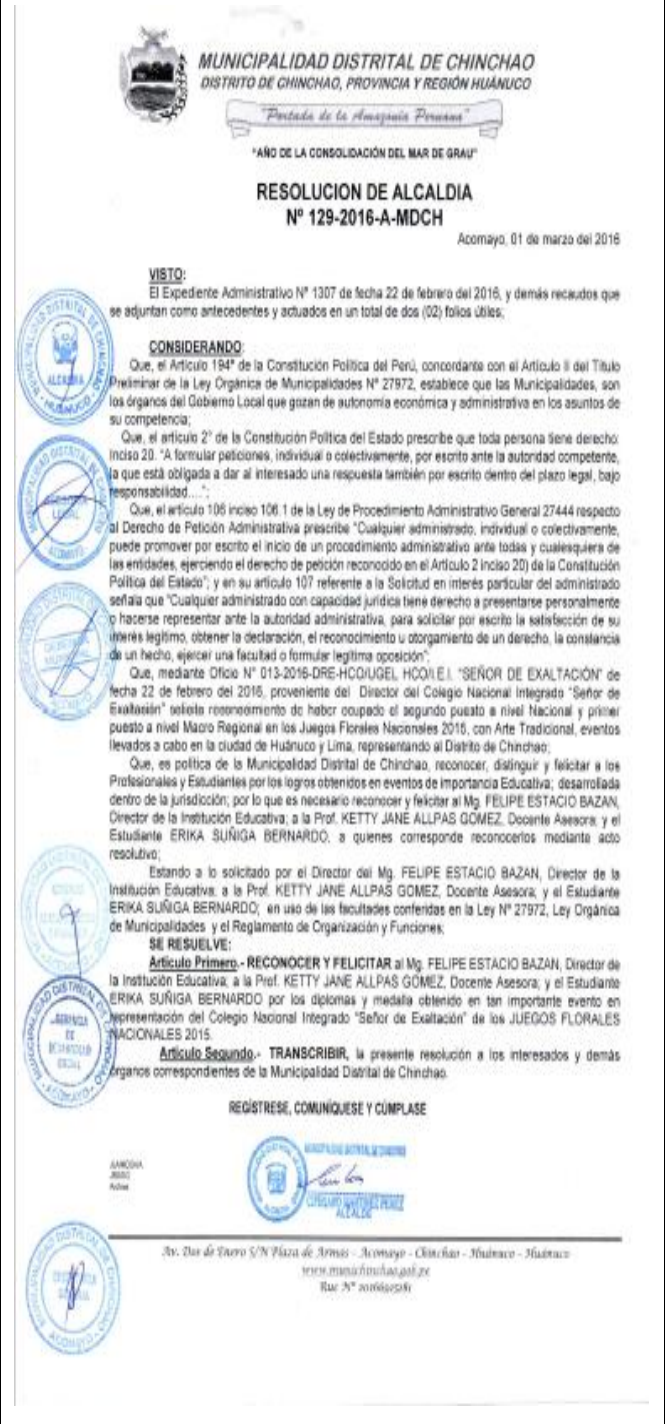 MUNICIPALIDAD DISTRITAL DE CHINCHAO
DISTRITO DE CHINCHAO, PROVINCIA Y REGIÓN HUÁNUCO
"Portada de la Amazonía Peruana"
"AÑO DE LA CONSOLIDACIÓN DEL MAR DE GRAU"
RESOLUCION DE ALCALDIA
Nº 129-2016-A-MDCH
Acomayo, 01 de marzo del 2016
VISTO:
El Expediente Administrativo Nº 1307 de fecha 22 de febrero del 2016, y demás recaudos que
se adjuntan como antecedentes y actuados en un total de dos (02) folios útiles;
CONSIDERANDO:
Que, el Artículo 194º de la Constitución Política del Perú, concordante con el Artículo II del Título
Preliminar de la Ley Orgánica de Municipalidades Nº 27972, establece que las Municipalidades, son
los órganos del Gobierno Local que gozan de autonomía económica y administrativa en los asuntos de
su competencia;
Que, el artículo 2° de la Constitución Política del Estado prescribe que toda persona tiene derecho:
Inciso 20. "A formular peticiones, individual o colectivamente, por escrito ante la autoridad competente,
la que está obligada a dar al interesado una respuesta también por escrito dentro del plazo legal, bajo
responsabilidad....";
Que, el artículo 106 inciso 106.1 de la Ley de Procedimiento Administrativo General 27444 respecto
al Derecho de Petición Administrativa prescribe "Cualquier administrado, individual o colectivamente,
puede promover por escrito el inicio de un procedimiento administrativo ante todas y cualesquiera de
las entidades, ejerciendo el derecho de petición reconocido en el Artículo 2 inciso 20) de la Constitución
Política del Estado"; y en su artículo 107 referente a la Solicitud en interés particular del administrado
señala que "Cualquier administrado con capacidad jurídica tiene derecho a presentarse personalmente
o hacerse representar ante la autoridad administrativa, para solicitar por escrito la satisfacción de su
interés legítimo, obtener la declaración, el reconocimiento u otorgamiento de un derecho, la constancia
de un hecho, ejercer una facultad o formular legítima oposición";
Que, mediante Oficio N° 013-2016-DRE-HCO/UGEL HCO/I.E.I. "SEÑOR DE EXALTACIÓN" de
fecha 22 de febrero del 2016, proveniente del Director del Colegio Nacional Integrado "Señor de
Exaltación" solicita reconocimiento de haber ocupado el segundo puesto a nivel Nacional y primer
puesto a nivel Macro Regional en los Juegos Florales Nacionales 2015, con Arte Tradicional, eventos
llevados a cabo en la ciudad de Huánuco y Lima, representando al Distrito de Chinchao;
Que, es política de la Municipalidad Distrital de Chinchao, reconocer, distinguir y felicitar a los
Profesionales y Estudiantes por los logros obtenidos en eventos de importancia Educativa; desarrollada
dentro de la jurisdicción; por lo que es necesario reconocer y felicitar al Mg. FELIPE ESTACIO BAZAN,
Director de la Institución Educativa; a la Prof. KETTY JANE ALLPAS GOMEZ, Docente Asesora; y el
Estudiante ERIKA SUÑIGA BERNARDO, a quienes corresponde reconocerlos mediante acto
resolutivo;
Estando a lo solicitado por el Director del Mg. FELIPE ESTACIO BAZAN, Director de la
Institución Educativa; a la Prof. KETTY JANE ALLPAS GOMEZ, Docente Asesora; y el Estudiante
ERIKA SUÑIGA BERNARDO; en uso de las facultades conferidas en la Ley Nº 27972, Ley Orgánica
de Municipalidades y el Reglamento de Organización y Funciones;
SE RESUELVE:
Artículo Primero.- RECONOCER Y FELICITAR al Mg. FELIPE ESTACIO BAZAN, Director de
la Institución Educativa; a la Prof. KETTY JANE ALLPAS GOMEZ, Docente Asesora; y el Estudiante
ERIKA SUÑIGA BERNARDO por los diplomas y medalla obtenido en tan importante evento en
representación del Colegio Nacional Integrado "Señor de Exaltación" de los JUEGOS FLORALES
NACIONALES 2015.
Artículo Segundo.- TRANSCRIBIR, la presente resolución a los interesados y demás
órganos correspondientes de la Municipalidad Distrital de Chinchao.
REGÍSTRESE, COMUNÍQUESE Y CÚMPLASE
MUNICIPALIDAD DISTRITAL DE CHINCHAO
CIPRIANO MARTINEZ PEREZ
ALCALDE
Archivo
Av. Dos de Enero S/N Plaza de Armas - Acomayo - Chinchao - Huánuco - Huánuco
www.munichinchao.gob.pe
Ruc Nº
MUNICIPALIDAD DISTRITAL DE CHINCHAO
ALCALDIA
HUÁNUCO
LEGAL
ACOMAYO
GERENCIA
DE
DESARROLLO
SOCIAL
ACOMAYO